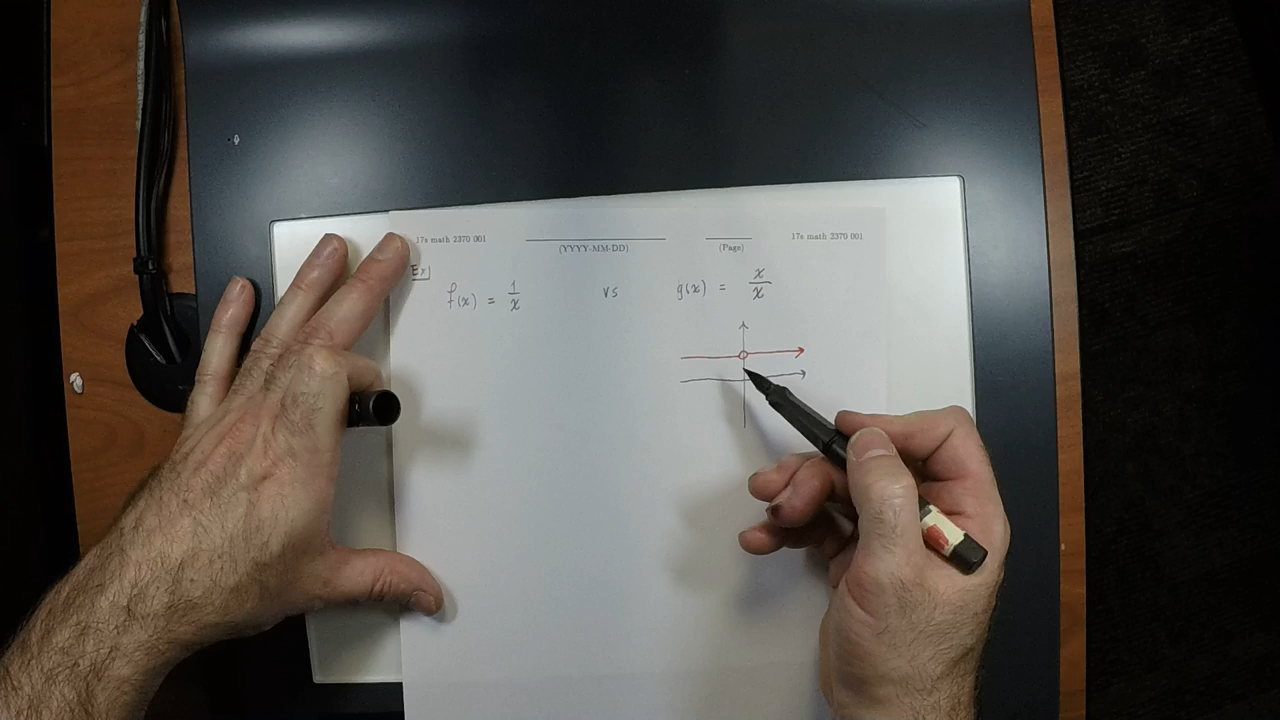 17s math 2370 001 (YYYY-MM-DD) (Page) 17s math 2370 001
Ex
f(x) = 1/x vs g(x) = x/x